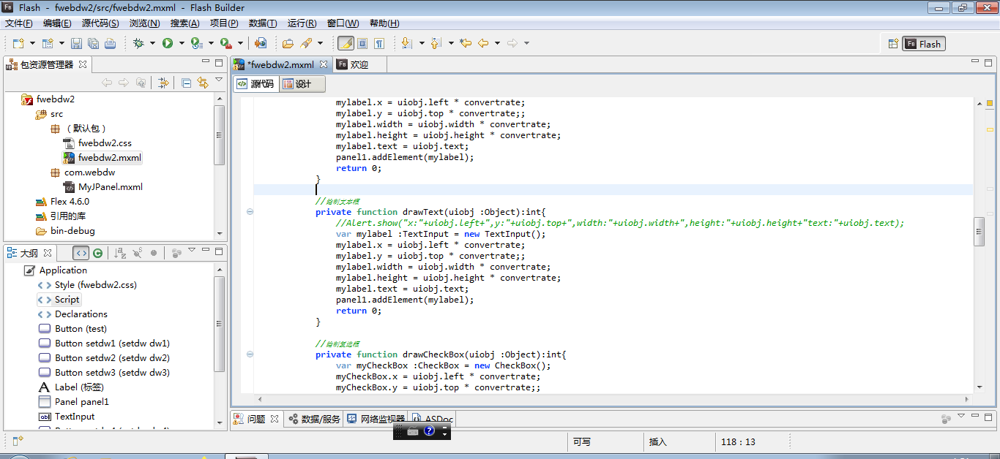 Fb Flash - fwebdw2/src/fwebdw2.mxml - Flash Builder
文件(F) 编辑(E) 源代码(S) 浏览(N) 搜索(A) 项目(P) 数据(T) 运行(R) 窗口(W) 帮助(H)
Fb Flash
包资源管理器
fwebdw2
src
（默认包）
fwebdw2.css
fwebdw2.mxml
com.webdw
MyJPanel.mxml
Flex 4.6.0
引用的库
bin-debug
大纲
Application
Style (fwebdw2.css)
Script
Declarations
Button (test)
Button setdw1 (setdw dw1)
Button setdw2 (setdw dw2)
Button setdw3 (setdw dw3)
Label (标签)
Panel panel1
TextInput
*fwebdw2.mxml Fb 欢迎
源代码 设计
mylabel.x = uiobj.left * convertrate;
mylabel.y = uiobj.top * convertrate;;
mylabel.width = uiobj.width * convertrate;
mylabel.height = uiobj.height * convertrate;
mylabel.text = uiobj.text;
panel1.addElement(mylabel);
return 0;
}
//绘制文本框
private function drawText(uiobj :Object):int{
//Alert.show("x:"+uiobj.left+",y:"+uiobj.top+",width:"+uiobj.width+",height:"+uiobj.height+"text:"+uiobj.text);
var mylabel :TextInput = new TextInput();
mylabel.x = uiobj.left * convertrate;
mylabel.y = uiobj.top * convertrate;;
mylabel.width = uiobj.width * convertrate;
mylabel.height = uiobj.height * convertrate;
mylabel.text = uiobj.text;
panel1.addElement(mylabel);
return 0;
}
//绘制复选框
private function drawCheckBox(uiobj :Object):int{
var myCheckBox :CheckBox = new CheckBox();
myCheckBox.x = uiobj.left * convertrate;
myCheckBox.y = uiobj.top * convertrate;;
问题 数据/服务 网络监视器 ASDoc
可写 插入 118 : 13